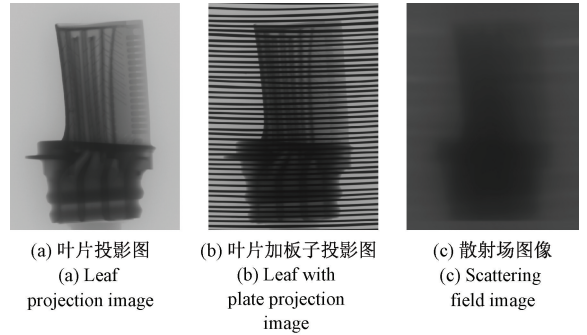 (a) 叶片投影图
(a) Leaf
projection image
(b) 叶片加板子投影图
(b) Leaf with
plate projection
image
(c) 散射场图像
(c) Scattering
field image